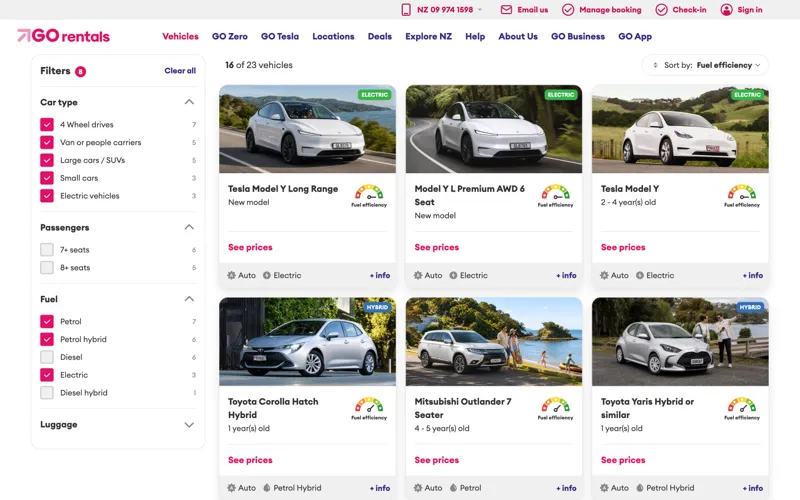 NZ 09 974 1598
Email us
Manage booking
Check-in
Sign in
GO rentals
Vehicles
GO Zero
GO Tesla
Locations
Deals
Explore NZ
Help
About Us
GO Business
GO App
Filters 8
Clear all
Car type
4 Wheel drives 7
Van or people carriers 5
Large cars / SUVs 5
Small cars 3
Electric vehicles 3
Passengers
7+ seats 6
8+ seats 5
Fuel
Petrol 7
Petrol hybrid 6
Diesel 6
Electric 3
Diesel hybrid 1
Luggage
16 of 23 vehicles
Sort by: Fuel efficiency
ELECTRIC
Tesla Model Y Long Range
New model
Fuel efficiency
See prices
Auto
Electric
+ info
ELECTRIC
Model Y L Premium AWD 6
Seat
New model
Fuel efficiency
See prices
Auto
Electric
+ info
ELECTRIC
Tesla Model Y
2 - 4 year(s) old
Fuel efficiency
See prices
Auto
Electric
+ info
HYBRID
Toyota Corolla Hatch
Hybrid
1 year(s) old
Fuel efficiency
See prices
Auto
Petrol Hybrid
+ info
Mitsubishi Outlander 7
Seater
4 - 5 year(s) old
Fuel efficiency
See prices
Auto
Petrol
+ info
HYBRID
Toyota Yaris Hybrid or
similar
1 year(s) old
Fuel efficiency
See prices
Auto
Petrol Hybrid
+ info